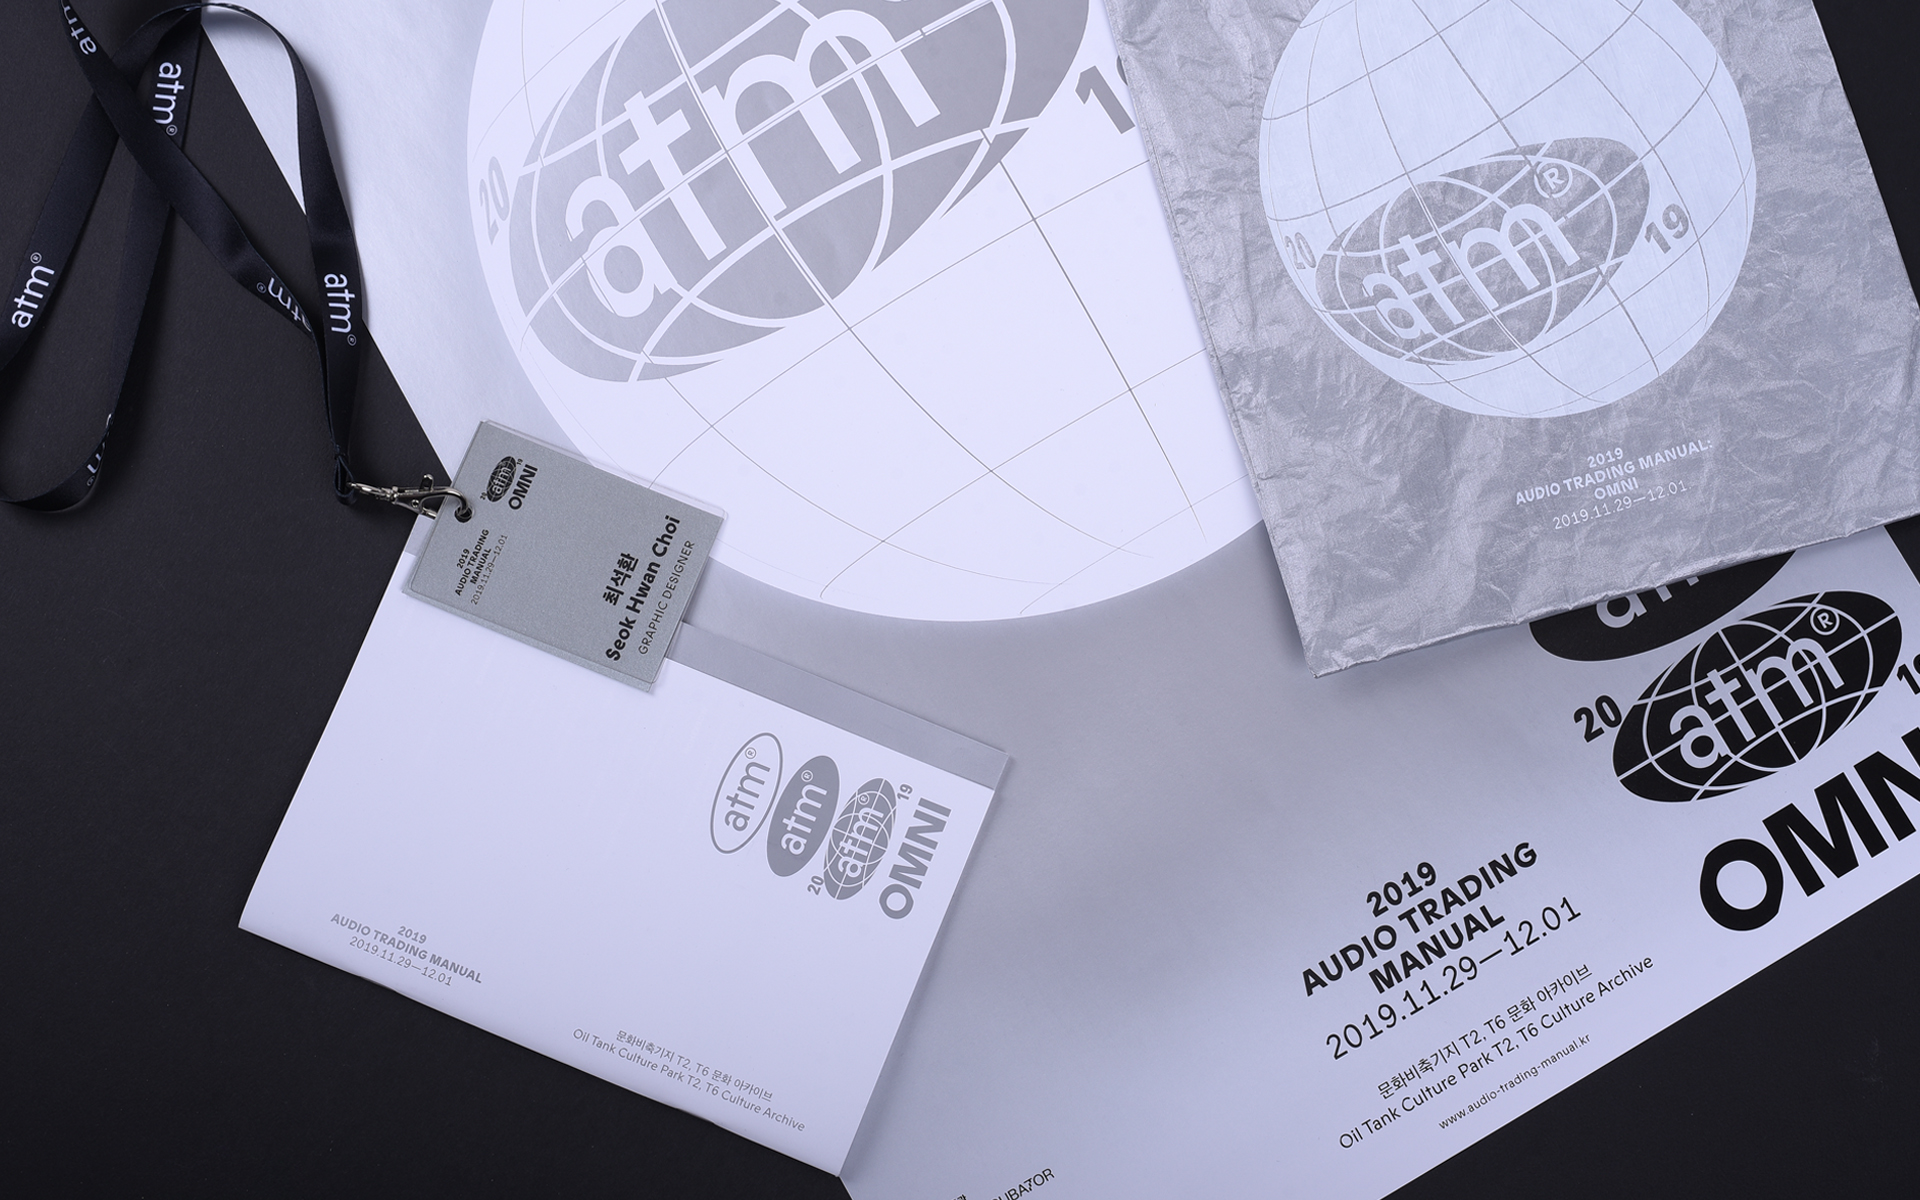 atm®
atm®
atm®
atm®
atm®
20
atm
20
atm®
19
2019
AUDIO TRADING MANUAL:
OMNI
2019.11.29—12.01
20
atm
19
OMNI
2019
AUDIO TRADING
MANUAL
2019.11.29—12.01
최석환
Seok Hwan Choi
GRAPHIC DESIGNER
atm®
atm®
20
atm®
19
OMNI
2019
AUDIO TRADING MANUAL
2019.11.29—12.01
문화비축기지 T2, T6 문화 아카이브
Oil Tank Culture Park T2, T6 Culture Archive
20
atm®
2019
AUDIO TRADING
MANUAL
2019.11.29—12.01
문화비축기지 T2, T6 문화 아카이브
Oil Tank Culture Park T2, T6 Culture Archive
www.audio-trading-manual.kr